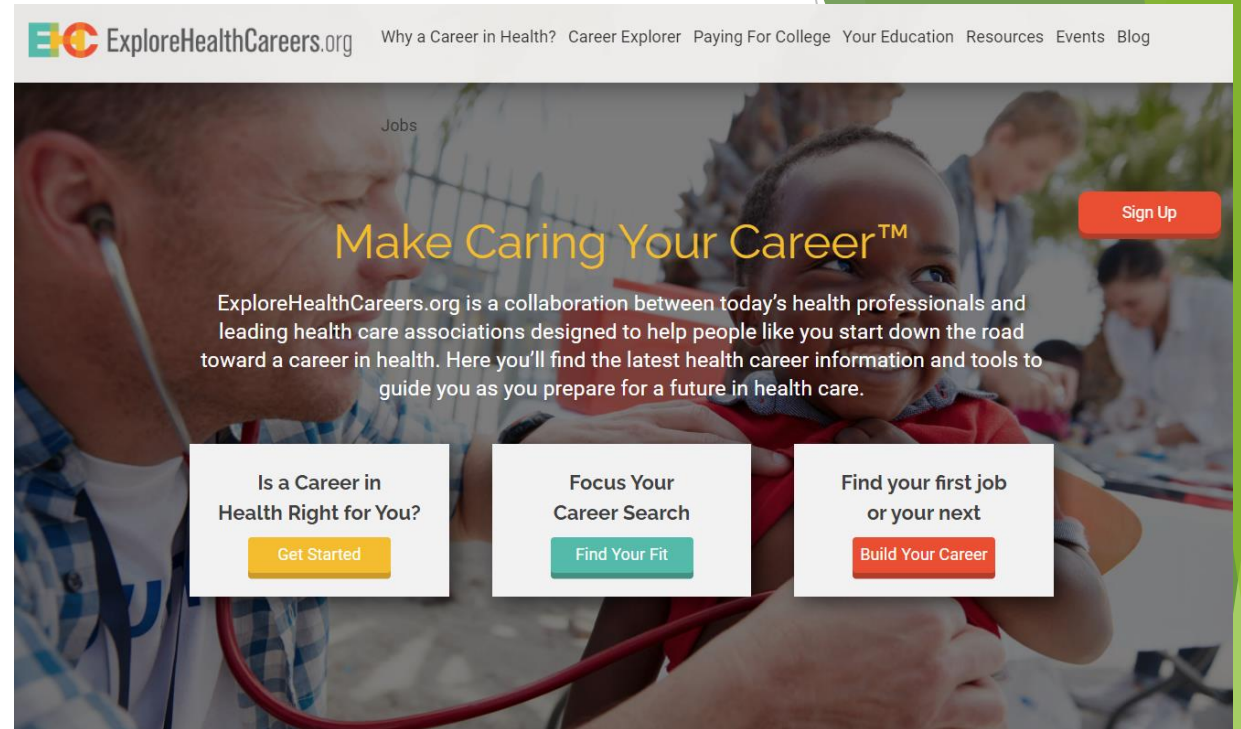 EHC ExploreHealthCareers.org
Why a Career in Health? Career Explorer Paying For College Your Education Resources Events Blog
Jobs
Sign Up
Make Caring Your Career™
ExploreHealthCareers.org is a collaboration between today's health professionals and
leading health care associations designed to help people like you start down the road
toward a career in health. Here you'll find the latest health career information and tools to
guide you as you prepare for a future in health care.
Is a Career in
Health Right for You?
Get Started
Focus Your
Career Search
Find Your Fit
Find your first job
or your next
Build Your Career